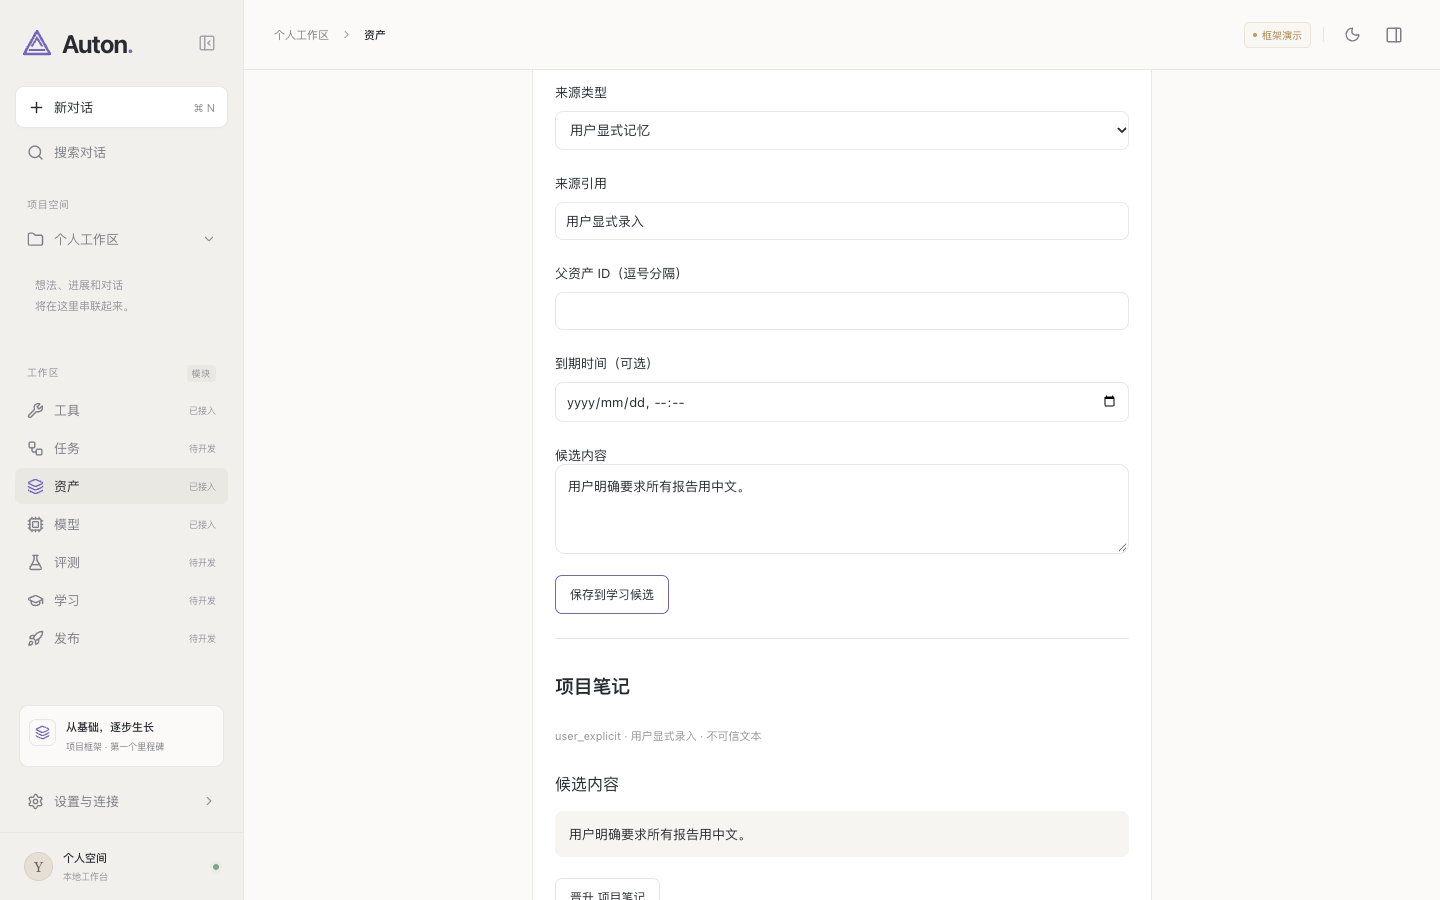 Auton.
新对话
⌘ N
搜索对话
项目空间
个人工作区
想法、进展和对话
将在这里串联起来。
工作区
模块
工具
已接入
任务
待开发
资产
已接入
模型
已接入
评测
待开发
学习
待开发
发布
待开发
从基础，逐步生长
项目框架 · 第一个里程碑
设置与连接
Y
个人空间
本地工作台
个人工作区
资产
框架演示
来源类型
用户显式记忆
来源引用
用户显式录入
父资产 ID（逗号分隔）
到期时间（可选）
yyyy/mm/dd, --:--
候选内容
用户明确要求所有报告用中文。
保存到学习候选
项目笔记
user_explicit · 用户显式录入 · 不可信文本
候选内容
用户明确要求所有报告用中文。
晋升 项目笔记